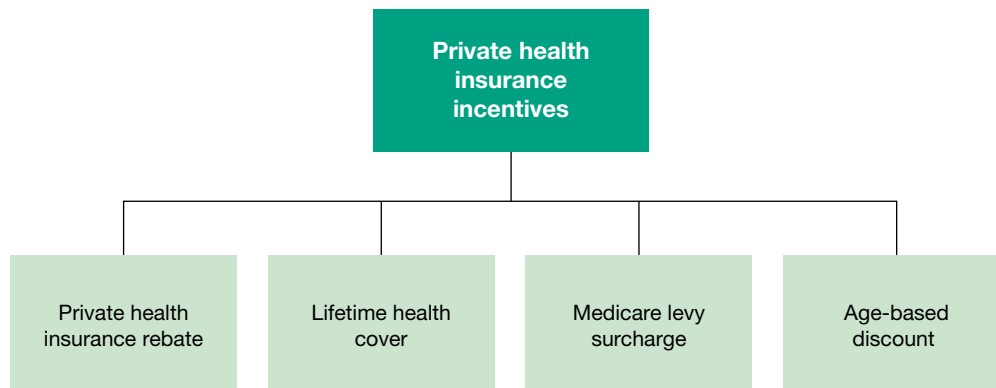 Private health
insurance
incentives
Private health
insurance rebate
Lifetime health
cover
Medicare levy
surcharge
Age-based
discount